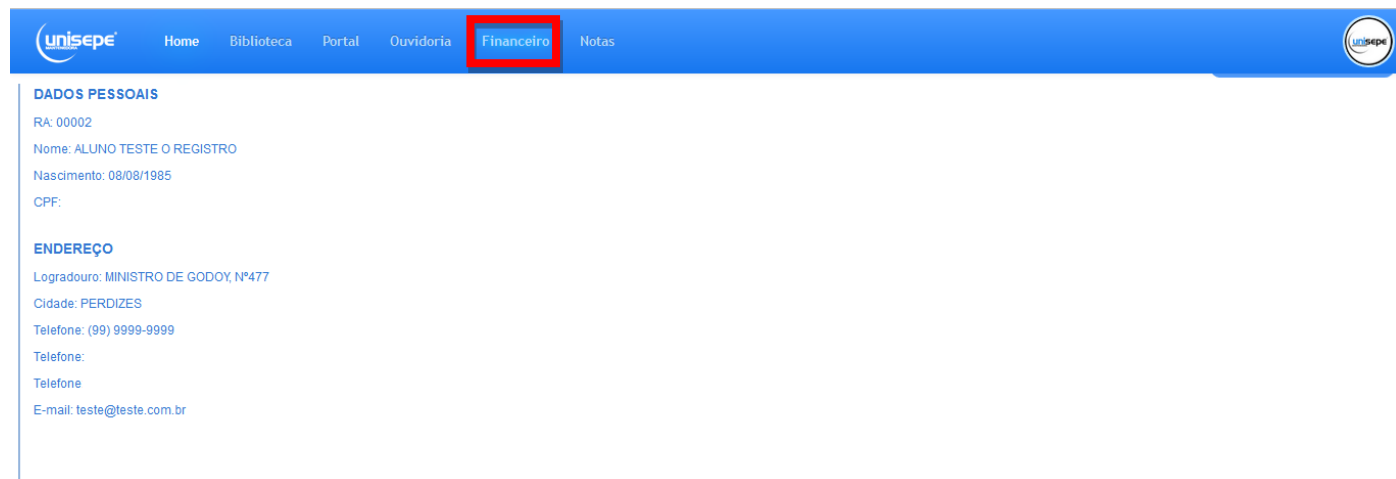 unisepe Home Biblioteca Portal Ouvidoria Financeiro Notas unisepe
DADOS PESSOAIS
RA: 00002
Nome: ALUNO TESTE O REGISTRO
Nascimento: 08/08/1985
CPF:
ENDEREÇO
Logradouro: MINISTRO DE GODOY, Nº477
Cidade: PERDIZES
Telefone: (99) 9999-9999
Telefone:
Telefone
E-mail: teste@teste.com.br